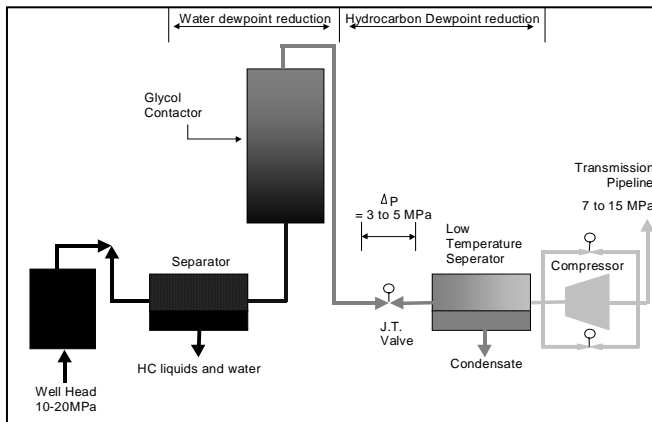 Water dewpoint reduction
Hydrocarbon Dewpoint reduction
Glycol
Contactor
Transmission
Pipeline
7 to 15 MPa
ΔP
= 3 to 5 MPa
Low
Temperature
Seperator
Separator
Compressor
J.T.
Valve
HC liquids and water
Condensate
Well Head
10-20MPa